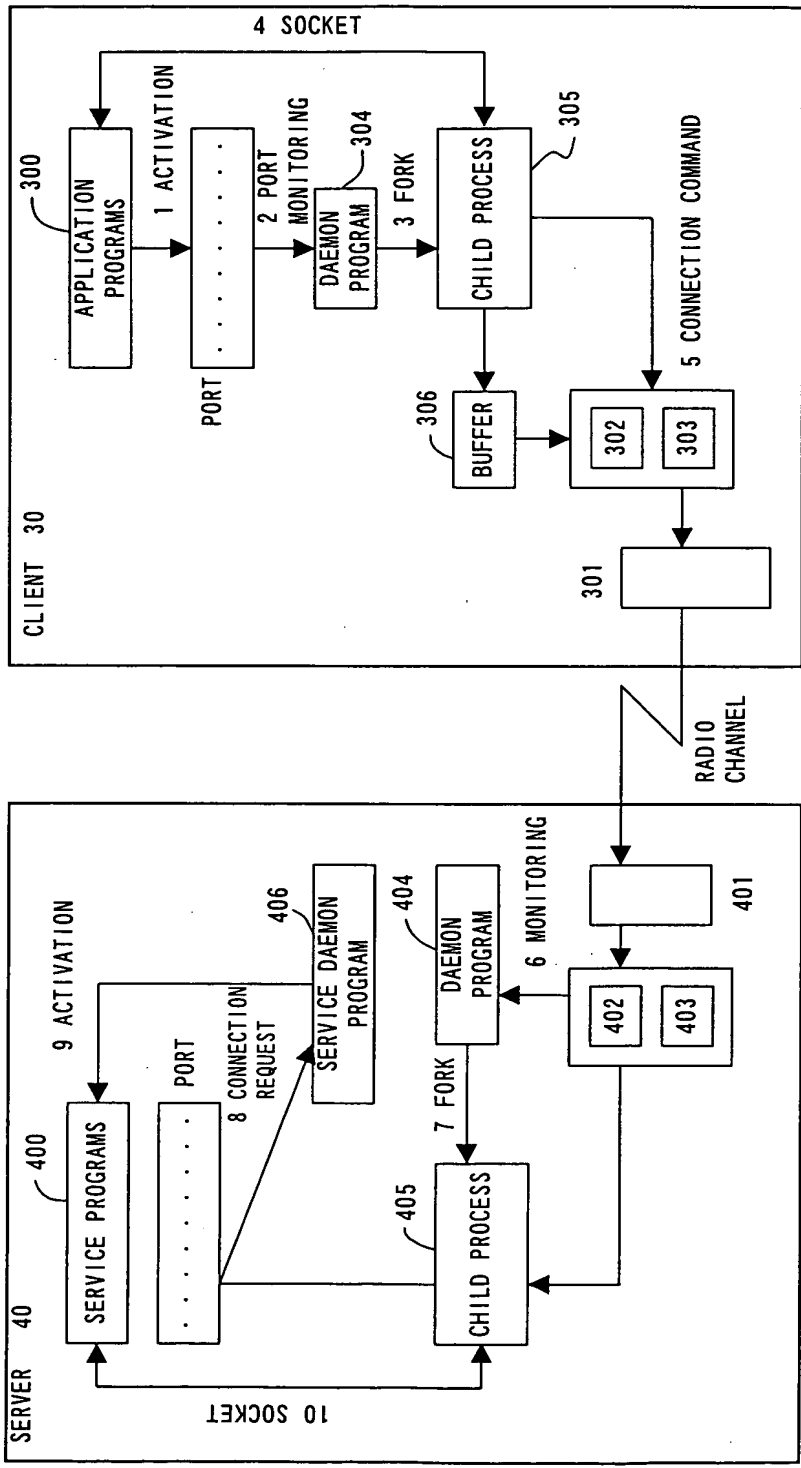 SERVER 40
400
SERVICE PROGRAMS
9 ACTIVATION
PORT
. . . . . . . . . .
8 CONNECTION
REQUEST
406
SERVICE DAEMON
PROGRAM
10 SOCKET
405
CHILD PROCESS
7 FORK
404
DAEMON
PROGRAM
6 MONITORING
402
403
401
RADIO
CHANNEL
CLIENT 30
300
APPLICATION
PROGRAMS
1 ACTIVATION
4 SOCKET
PORT
. . . . . . . . . .
2 PORT
MONITORING
304
DAEMON
PROGRAM
3 FORK
305
CHILD PROCESS
306
BUFFER
302
303
5 CONNECTION COMMAND
301